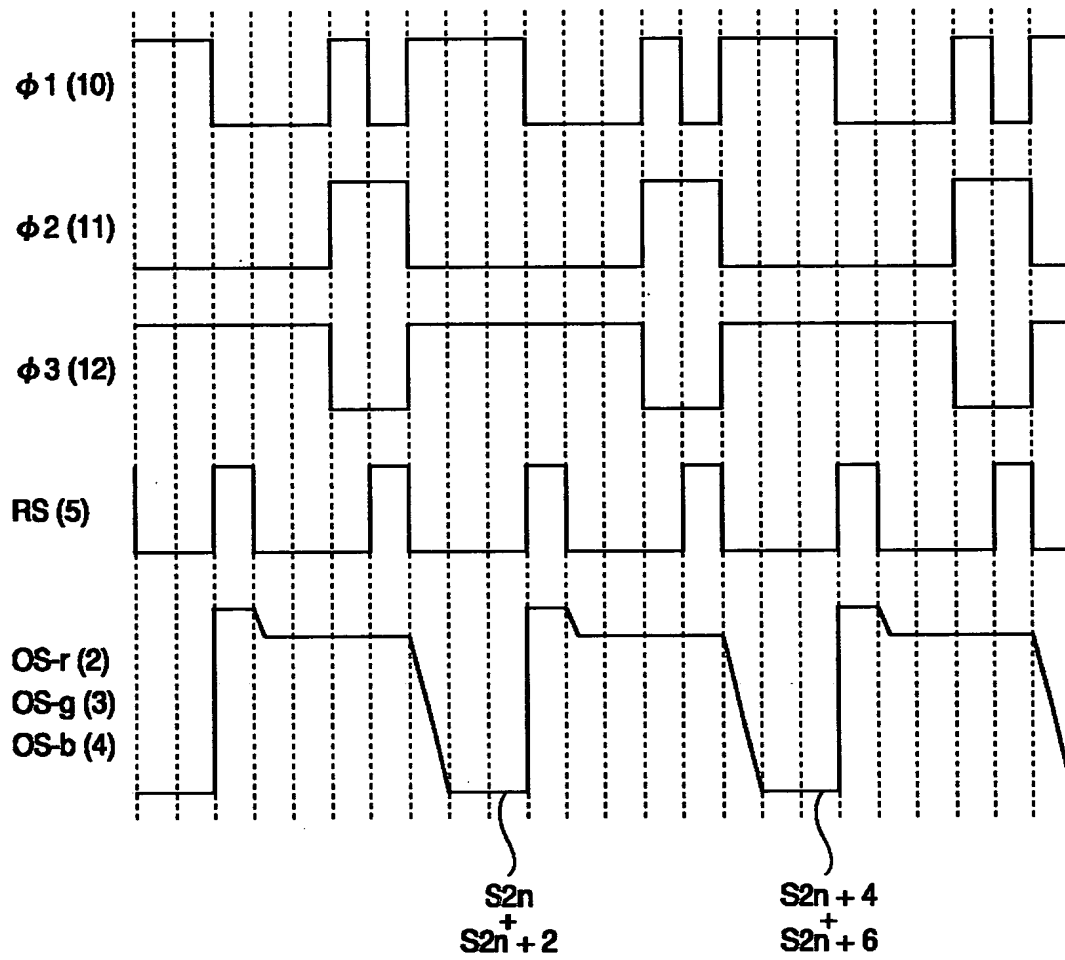 ϕ1 (10)
ϕ2 (11)
ϕ3 (12)
RS (5)
OS-r (2)
OS-g (3)
OS-b (4)
S2n
+
S2n + 2
S2n + 4
+
S2n + 6